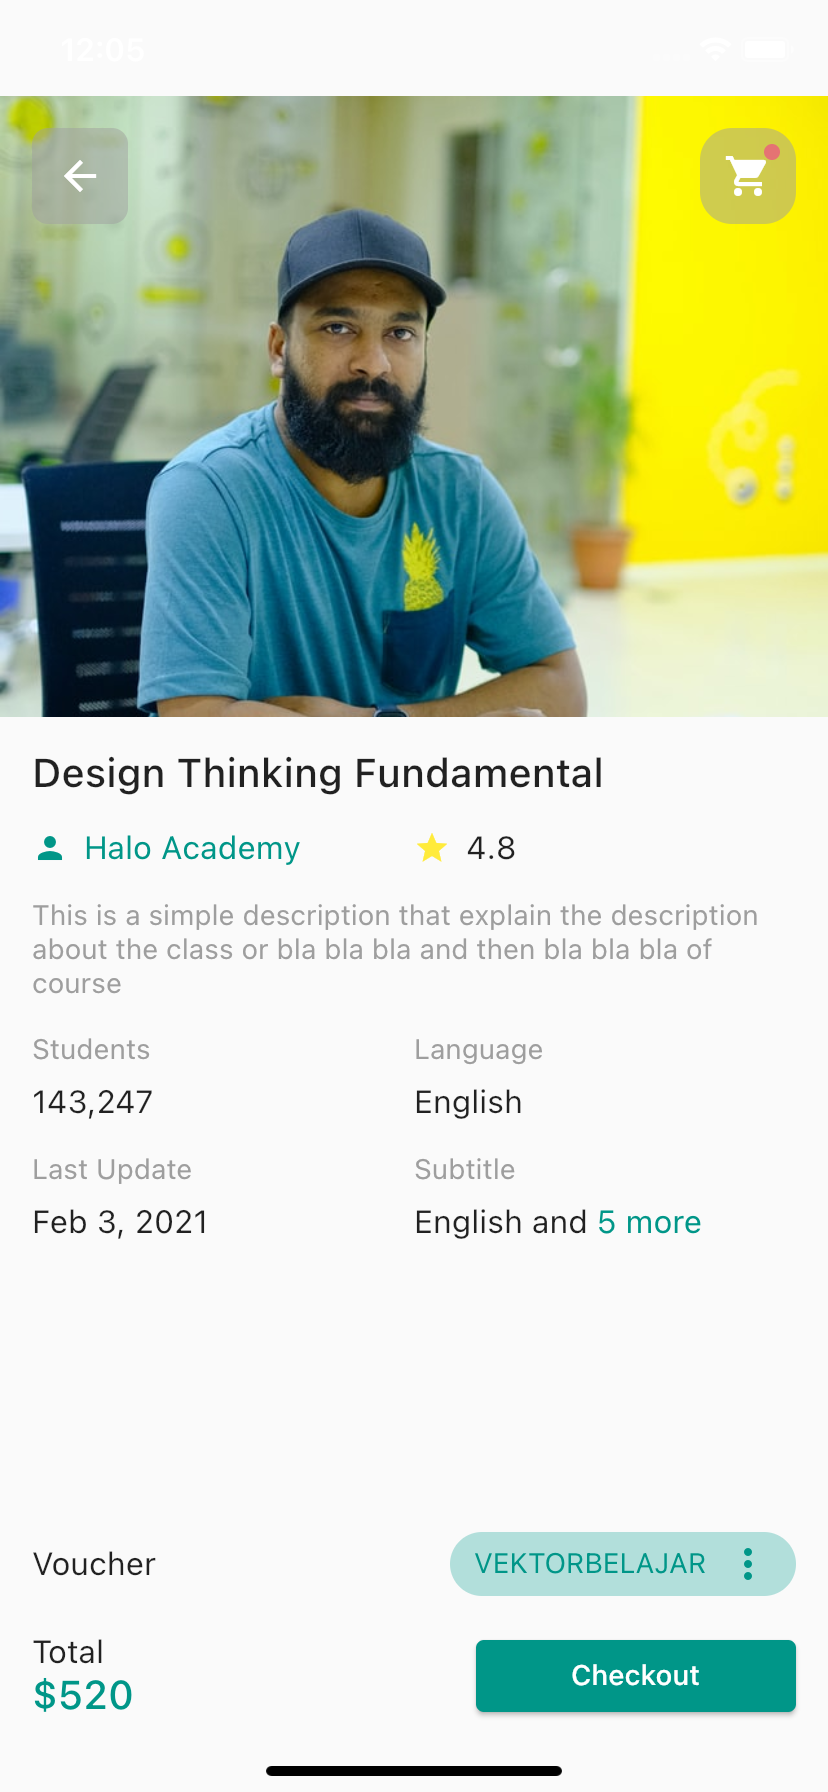 12:05
Design Thinking Fundamental
Halo Academy
4.8
This is a simple description that explain the description
about the class or bla bla bla and then bla bla bla of
course
Students
Language
143,247
English
Last Update
Subtitle
Feb 3, 2021
English and 5 more
Voucher
VEKTORBELAJAR
Total
$520
Checkout